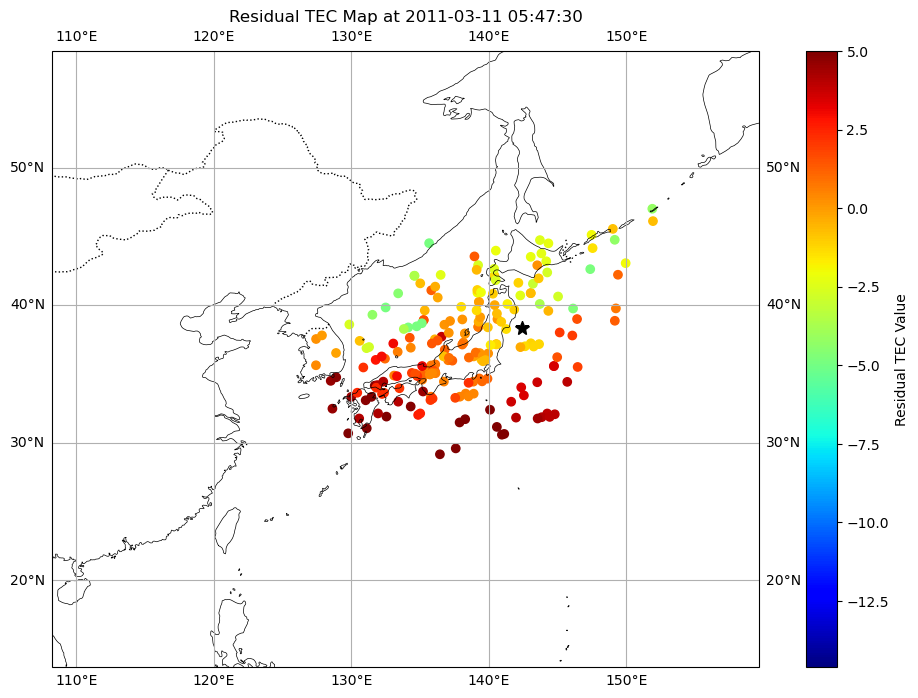 Residual TEC Map at 2011-03-11 05:47:30
110°E 120°E 130°E 140°E 150°E
50°N 50°N
40°N 40°N
30°N 30°N
20°N 20°N
110°E 120°E 130°E 140°E 150°E
5.0
2.5
0.0
−2.5
−5.0
−7.5
−10.0
−12.5
Residual TEC Value